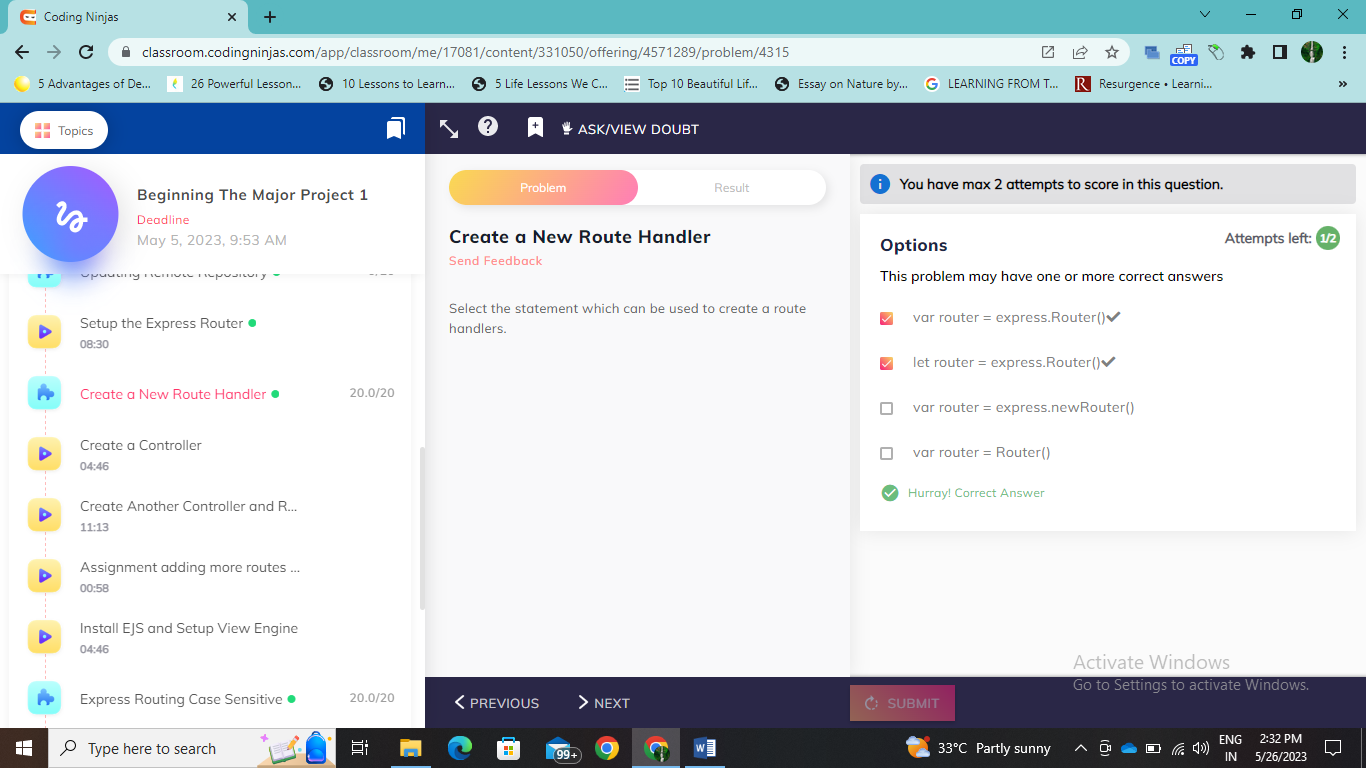 Coding Ninjas
classroom.codingninjas.com/app/classroom/me/17081/content/331050/offering/4571289/problem/4315
COPY
5 Advantages of De...
26 Powerful Lesson...
10 Lessons to Learn...
5 Life Lessons We C...
Top 10 Beautiful Lif...
Essay on Nature by...
LEARNING FROM T...
Resurgence • Learni...
Topics
ASK/VIEW DOUBT
Beginning The Major Project 1
Deadline
May 5, 2023, 9:53 AM
Updating Remote Repository
Setup the Express Router
08:30
Create a New Route Handler
20.0/20
Create a Controller
04:46
Create Another Controller and R...
11:13
Assignment adding more routes ...
00:58
Install EJS and Setup View Engine
04:46
Express Routing Case Sensitive
20.0/20
Problem
Result
Create a New Route Handler
Send Feedback
Select the statement which can be used to create a route
handlers.
You have max 2 attempts to score in this question.
Options
Attempts left: 1/2
This problem may have one or more correct answers
var router = express.Router()
let router = express.Router()
var router = express.newRouter()
var router = Router()
Hurray! Correct Answer
Activate Windows
Go to Settings to activate Windows.
PREVIOUS
NEXT
SUBMIT
Type here to search
99+
33°C Partly sunny
ENG
IN
2:32 PM
5/26/2023